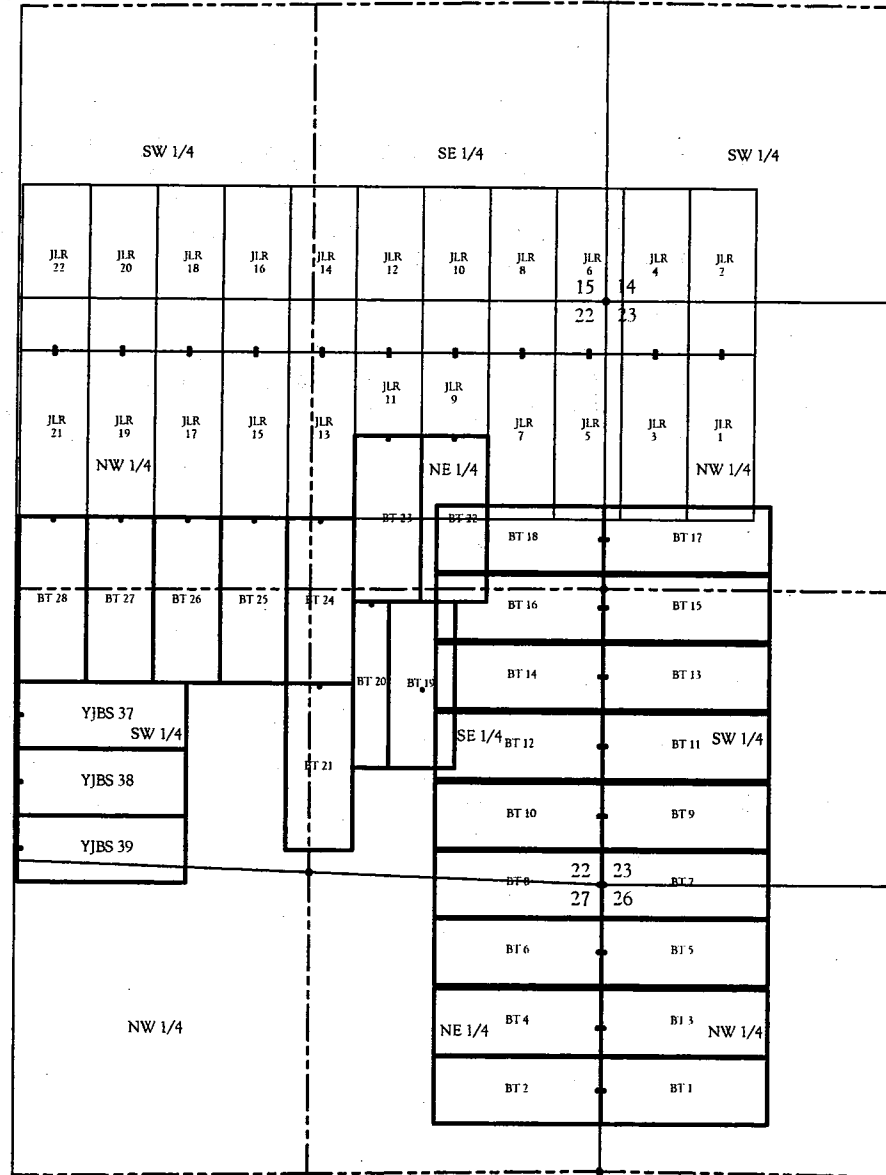 SW 1/4 SE 1/4 SW 1/4
JLR 22 JLR 20 JLR 18 JLR 16 JLR 14 JLR 12 JLR 10 JLR 8 JLR 6 JLR 4 JLR 2
15 14
22 23
JLR 21 JLR 19 JLR 17 JLR 15 JLR 13 JLR 11 JLR 9 JLR 7 JLR 5 JLR 3 JLR 1
NW 1/4 NE 1/4 NW 1/4
BT 23 BT 22 BT 18 BT 17
BT 28 BT 27 BT 26 BT 25 BT 24 BT 16 BT 15
BT 20 BT 19 BT 14 BT 13
YJBS 37
SW 1/4 SE 1/4 BT 12 BT 11 SW 1/4
YJBS 38 BT 21
BT 10 BT 9
YJBS 39
BT 8 22 23 BT 7
27 26
BT 6 BT 5
NW 1/4 NE 1/4 BT 4 BT 3 NW 1/4
BT 2 BT 1